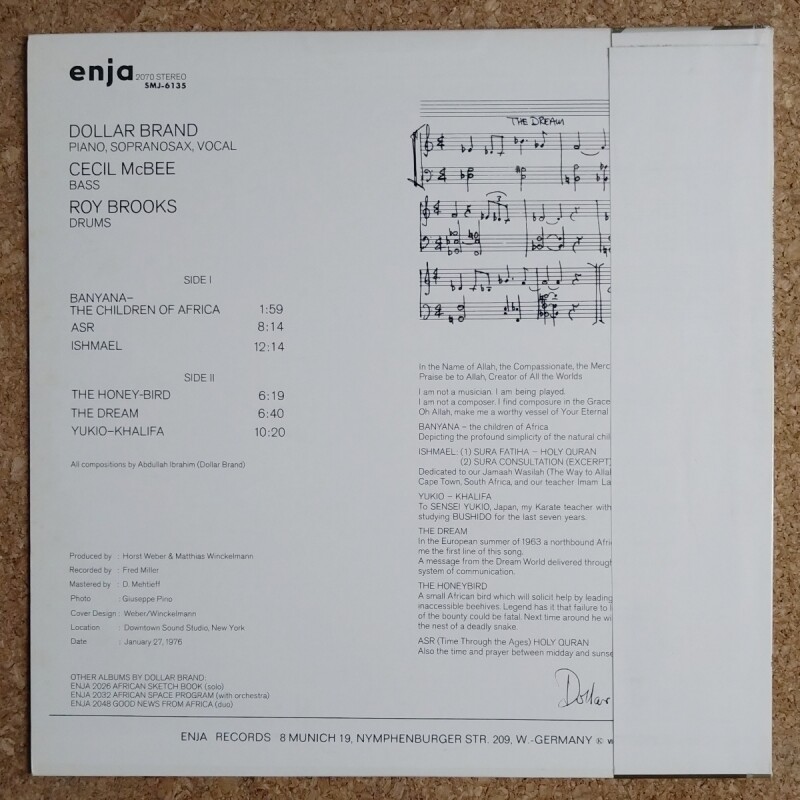 enja 2070 STEREO
SMJ-6135
DOLLAR BRAND
PIANO, SOPRANOSAX, VOCAL
CECIL McBEE
BASS
ROY BROOKS
DRUMS
SIDE I
BANYANA–
THE CHILDREN OF AFRICA 1:59
ASR 8:14
ISHMAEL 12:14
SIDE II
THE HONEY-BIRD 6:19
THE DREAM 6:40
YUKIO–KHALIFA 10:20
All compositions by Abdullah Ibrahim (Dollar Brand)
Produced by : Horst Weber & Matthias Winckelmann
Recorded by : Fred Miller
Mastered by : D. Mehtieff
Photo : Giuseppe Pino
Cover Design : Weber/Winckelmann
Location : Downtown Sound Studio, New York
Date : January 27, 1976
OTHER ALBUMS BY DOLLAR BRAND:
ENJA 2026 AFRICAN SKETCH BOOK (solo)
ENJA 2032 AFRICAN SPACE PROGRAM (with orchestra)
ENJA 2048 GOOD NEWS FROM AFRICA (duo)
THE DREAM
In the Name of Allah, the Compassionate, the Merc
Praise be to Allah, Creator of All the Worlds
I am not a musician. I am being played.
I am not a composer. I find composure in the Grace
Oh Allah, make me a worthy vessel of Your Eternal
BANYANA – the children of Africa
Depicting the profound simplicity of the natural chil
ISHMAEL: (1) SURA FATIHA – HOLY QURAN
(2) SURA CONSULTATION (EXCERPT)
Dedicated to our Jamaah Wasilah (The Way to Allah
Cape Town, South Africa, and our teacher Imam La
YUKIO – KHALIFA
To SENSEI YUKIO, Japan, my Karate teacher with
studying BUSHIDO for the last seven years.
THE DREAM
In the European summer of 1963 a northbound Afri
me the first line of this song.
A message from the Dream World delivered through
system of communication.
THE HONEYBIRD
A small African bird which will solicit help by leading
inaccessible beehives. Legend has it that failure to l
of the bounty could be fatal. Next time around he wi
the nest of a deadly snake.
ASR (Time Through the Ages) HOLY QURAN
Also the time and prayer between midday and sunse
Dollar
ENJA RECORDS 8 MUNICH 19, NYMPHENBURGER STR. 209, W.-GERMANY